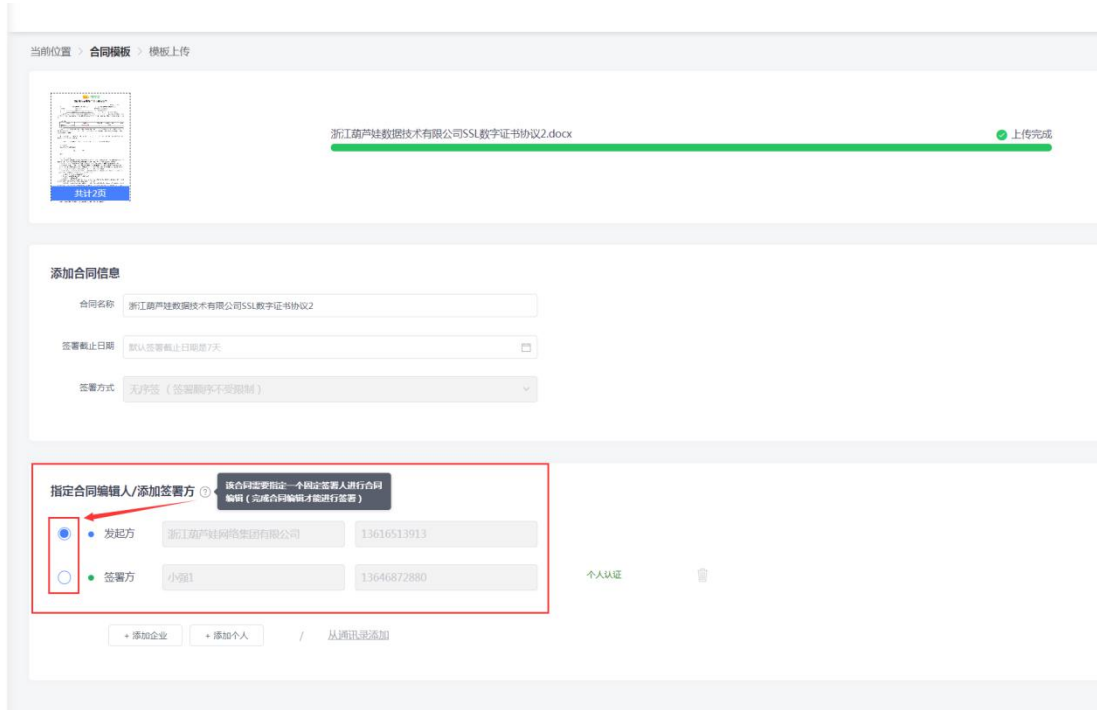 当前位置 > 合同模板 > 模板上传
浙江葫芦娃数据技术有限公司SSL数字证书协议2.docx
上传完成
共计2页
添加合同信息
合同名称 浙江葫芦娃数据技术有限公司SSL数字证书协议2
签署截止日期 默认签署截止日期是7天
签署方式 无序签（签署顺序不受限制）
指定合同编辑人/添加签署方
该合同需要指定一个固定签署人进行合同
编辑（完成合同编辑才能进行签署）
发起方 浙江葫芦娃网络集团有限公司 13616513913
签署方 小强1 13646872880 个人认证
+ 添加企业 + 添加个人 / 从通讯录添加